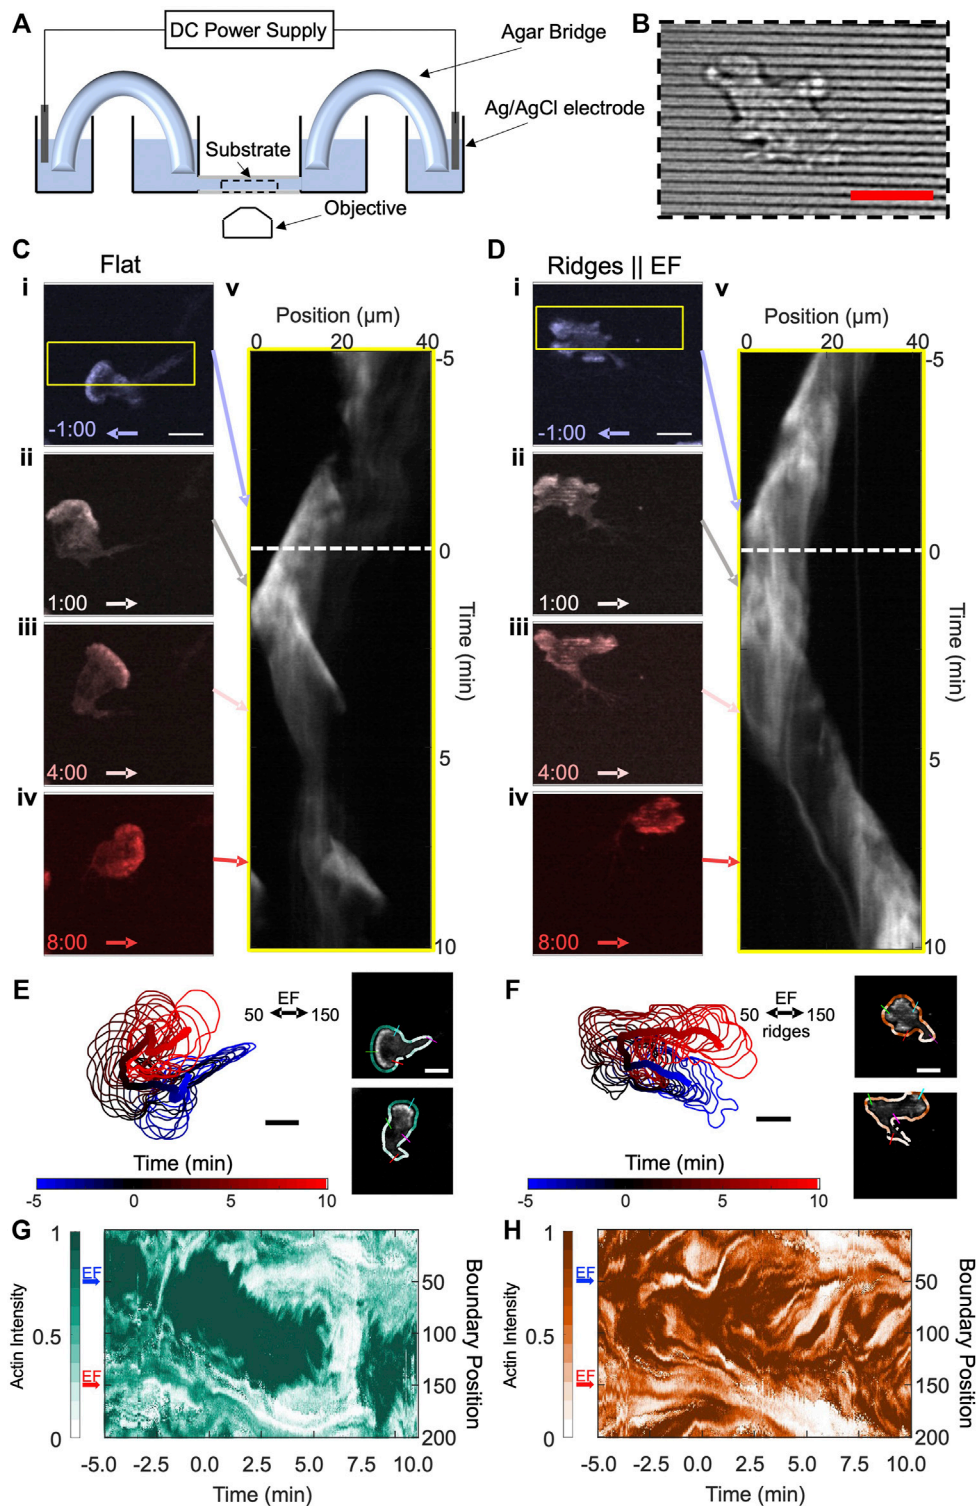 A
DC Power Supply
Agar Bridge
Ag/AgCl electrode
Substrate
Objective
B
C
Flat
i
-1:00
ii
1:00
iii
4:00
iv
8:00
v
Position (µm)
0 20 40
-5
0
5
10
Time (min)
D
Ridges || EF
i
-1:00
ii
1:00
iii
4:00
iv
8:00
v
Position (µm)
0 20 40
-5
0
5
10
Time (min)
E
EF
50 150
Time (min)
-5 0 5 10
F
EF
50 150
ridges
Time (min)
-5 0 5 10
G
1
0.5
0
Actin Intensity
EF
EF
50
100
150
200
Boundary Position
-5.0 -2.5 0.0 2.5 5.0 7.5 10.0
Time (min)
H
1
0.5
0
Actin Intensity
EF
EF
50
100
150
200
Boundary Position
-5.0 -2.5 0.0 2.5 5.0 7.5 10.0
Time (min)